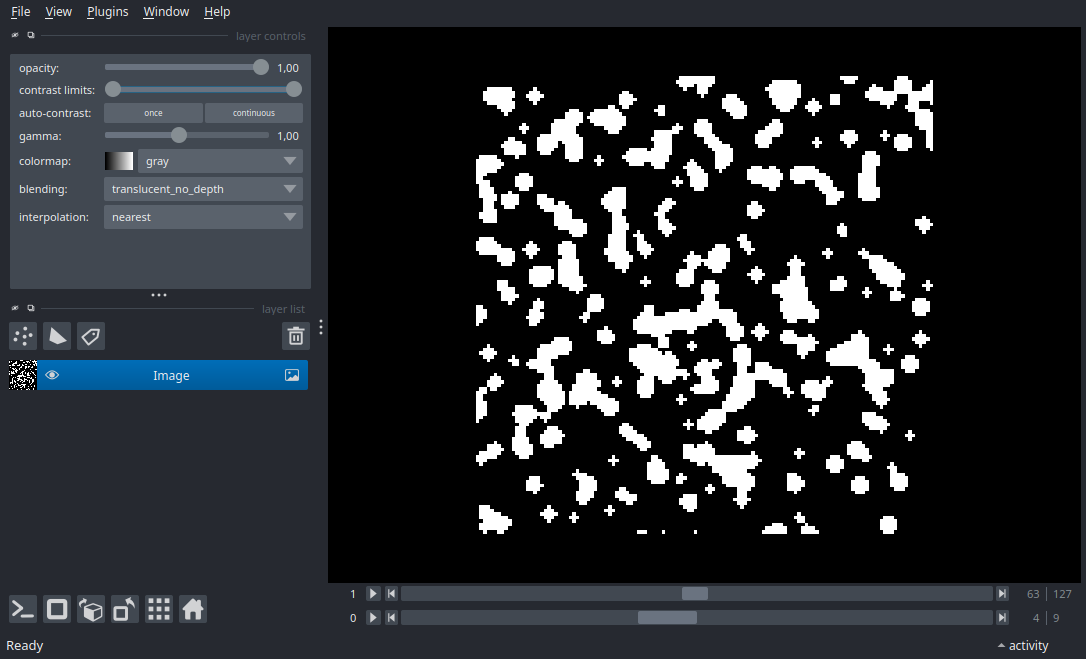 File View Plugins Window Help
layer controls
opacity: 1,00
contrast limits:
auto-contrast: once continuous
gamma: 1,00
colormap: gray
blending: translucent_no_depth
interpolation: nearest
layer list
Image
1 63 | 127
0 4 | 9
Ready activity